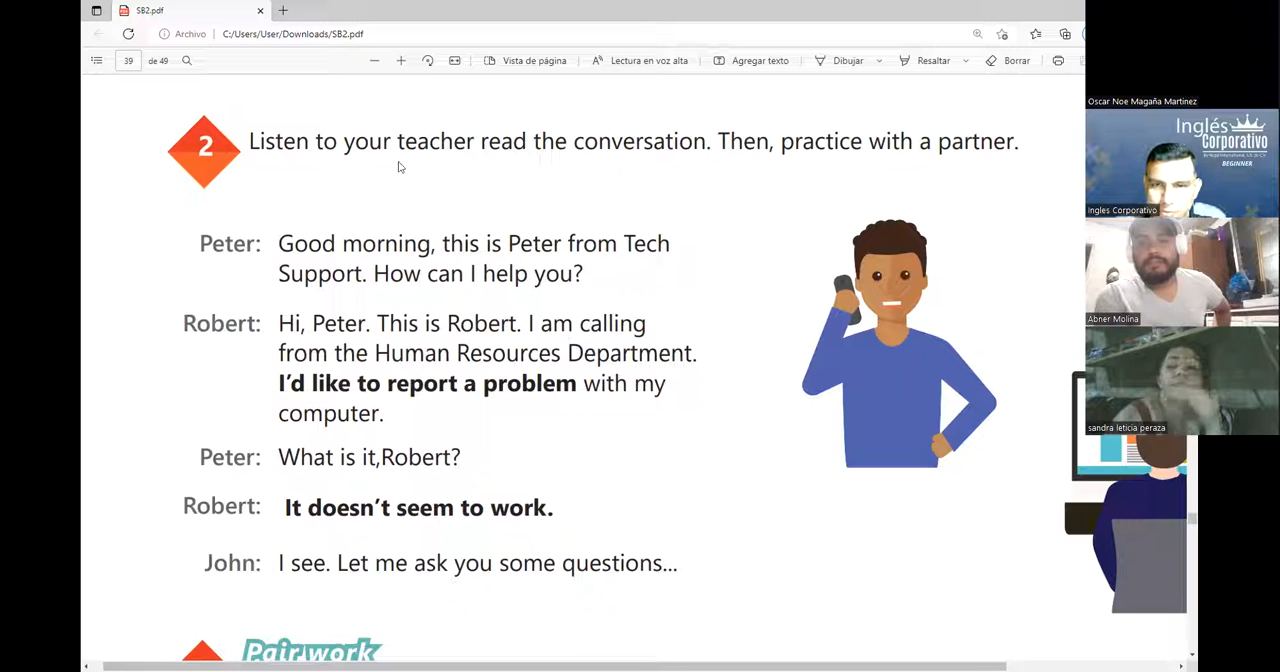 SB2.pdf
Archivo | C:/Users/User/Downloads/SB2.pdf
39 de 49 Vista de página Lectura en voz alta Agregar texto Dibujar Resaltar Borrar
2 Listen to your teacher read the conversation. Then, practice with a partner.
Peter: Good morning, this is Peter from Tech
Support. How can I help you?
Robert: Hi, Peter. This is Robert. I am calling
from the Human Resources Department.
I'd like to report a problem with my
computer.
Peter: What is it,Robert?
Robert: It doesn't seem to work.
John: I see. Let me ask you some questions...
Pair work
Oscar Noe Magaña Martinez
Inglés
Corporativo
BEGINNER
Ingles Corporativo
Abner Molina
sandra leticia peraza